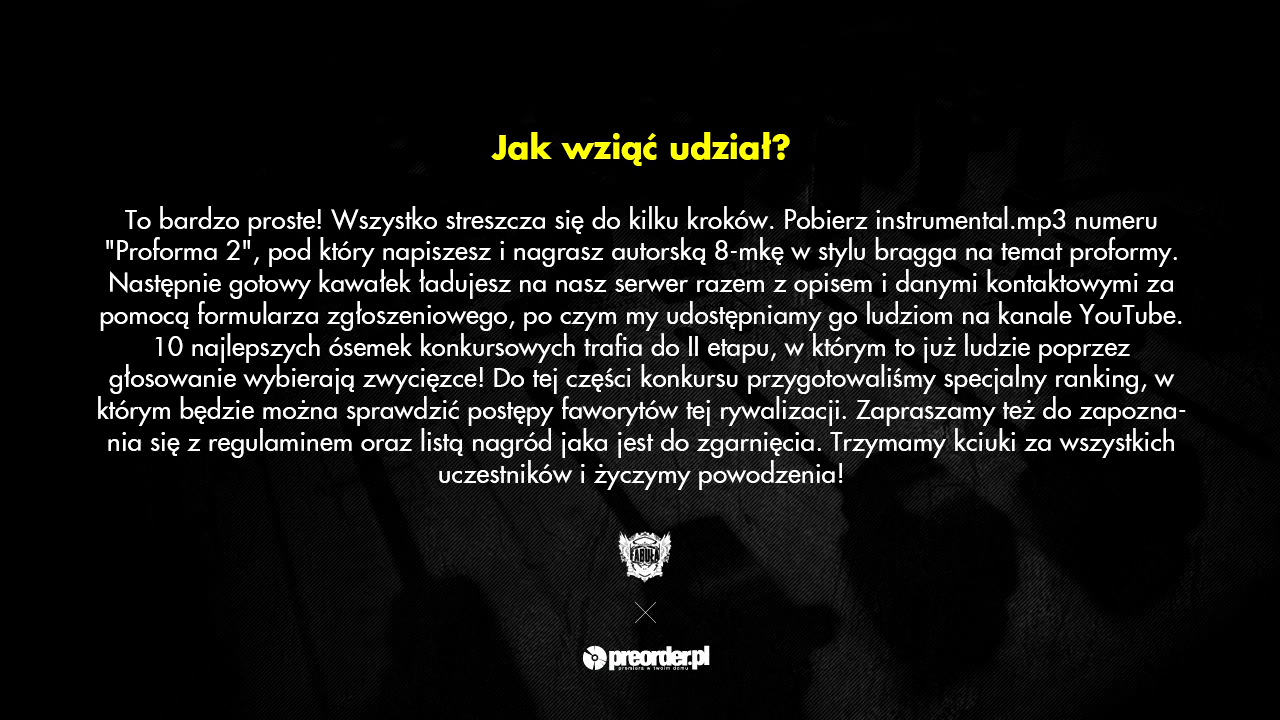 Jak wziąć udział?
To bardzo proste! Wszystko streszcza się do kilku kroków. Pobierz instrumental.mp3 numeru
"Proforma 2", pod który napiszesz i nagrasz autorską 8-mkę w stylu bragga na temat proformy.
Następnie gotowy kawałek ładujesz na nasz serwer razem z opisem i danymi kontaktowymi za
pomocą formularza zgłoszeniowego, po czym my udostępniamy go ludziom na kanale YouTube.
10 najlepszych ósemek konkursowych trafia do II etapu, w którym to już ludzie poprzez
głosowanie wybierają zwycięzce! Do tej części konkursu przygotowaliśmy specjalny ranking, w
którym będzie można sprawdzić postępy faworytów tej rywalizacji. Zapraszamy też do zapozna-
nia się z regulaminem oraz listą nagród jaka jest do zgarnięcia. Trzymamy kciuki za wszystkich
uczestników i życzymy powodzenia!
FABUŁA
preorder.pl
premiera w twoim domu